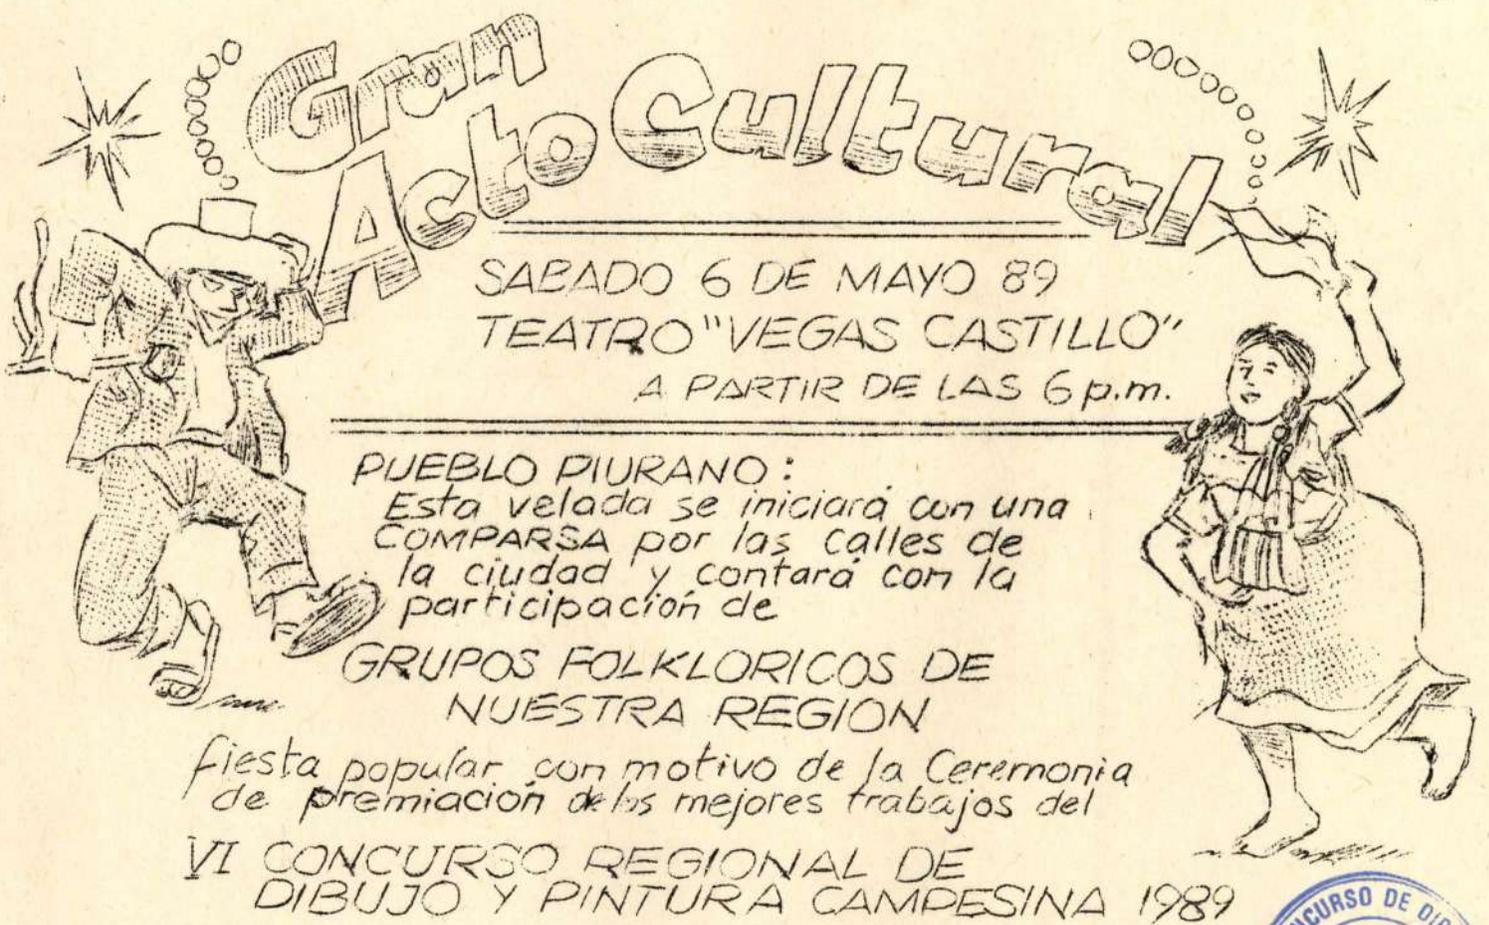 Gran
Acto Cultural
SABADO 6 DE MAYO 89
TEATRO "VEGAS CASTILLO"
A PARTIR DE LAS 6 p.m.
PUEBLO PIURANO:
Esta velada se iniciará con una
COMPARSA por las calles de
la ciudad y contará con la
participación de
GRUPOS FOLKLORICOS DE
NUESTRA REGION
fiesta popular con motivo de la Ceremonia
de premiación de los mejores trabajos del
VI CONCURSO REGIONAL DE
DIBUJO Y PINTURA CAMPESINA 1989
CONCURSO DE